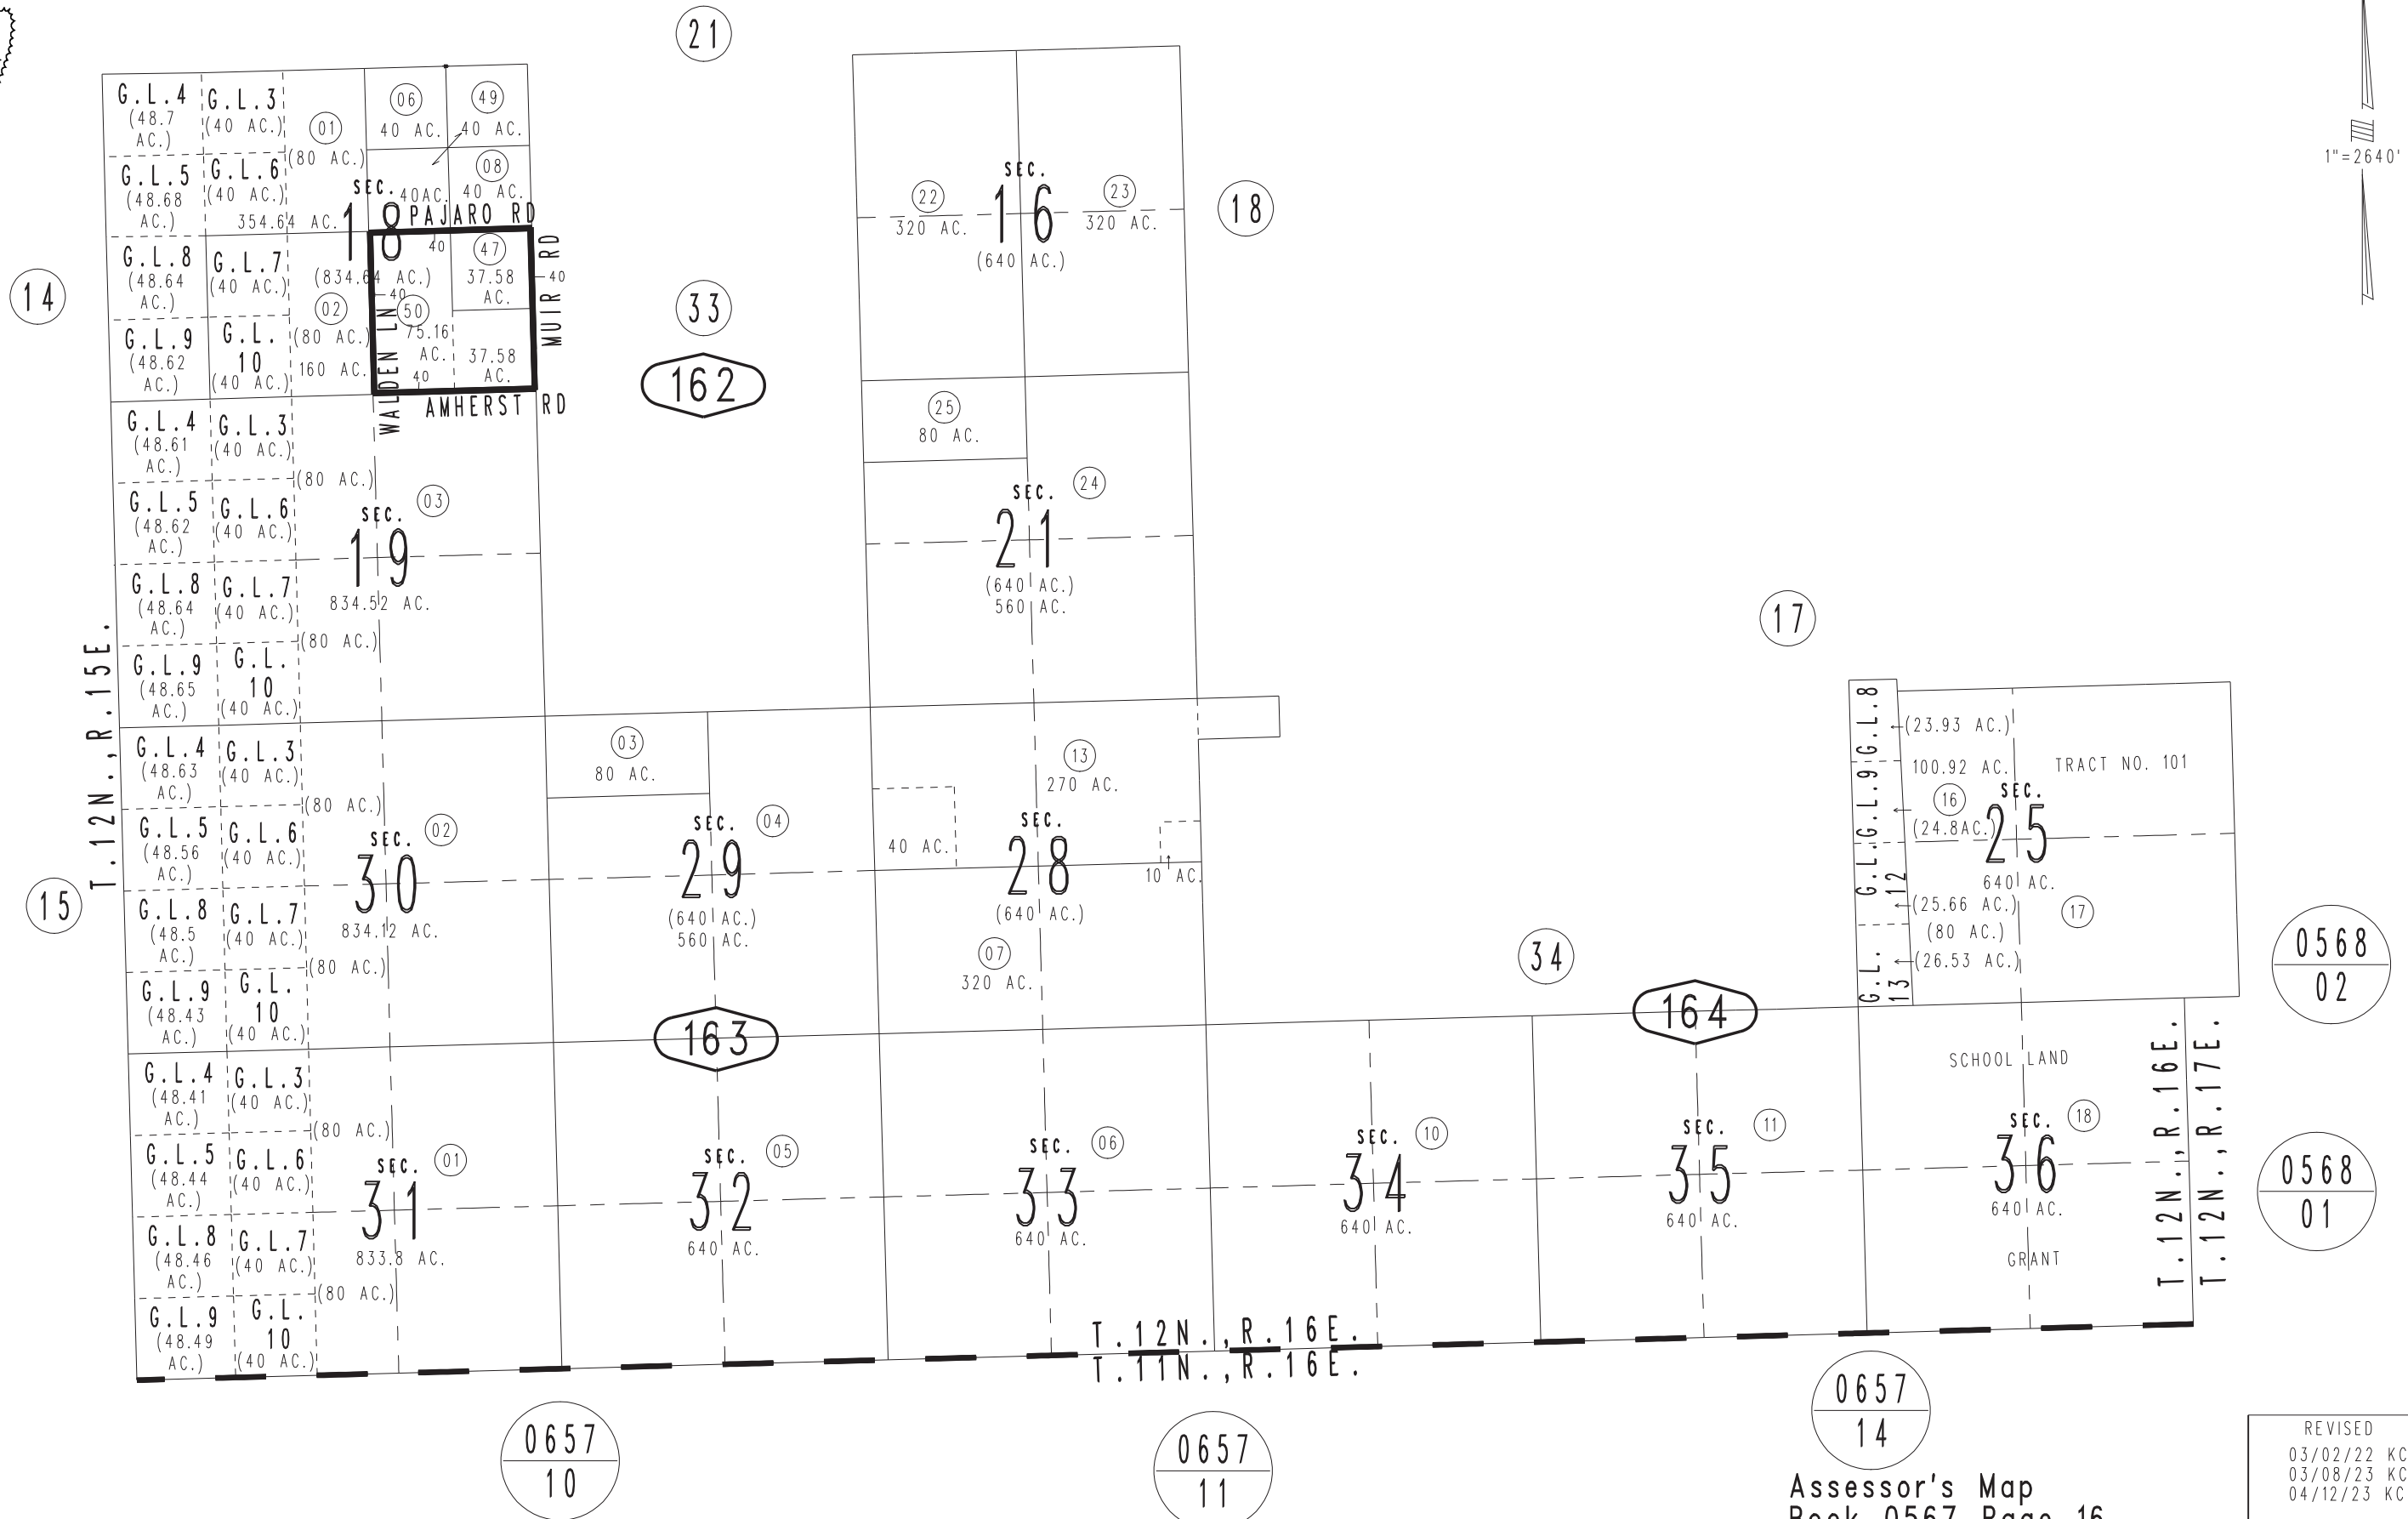 21
1"=2640'
G.L.4
(48.7
AC.)
G.L.3
(40 AC.)
01
(80 AC.)
06
40 AC.
49
40 AC.
G.L.5
(48.68
AC.)
G.L.6
(40 AC.)
354.64 AC.
SEC.
18
40AC.
08
40 AC.
PAJARO RD
G.L.8
(48.64
AC.)
G.L.7
(40 AC.)
(834.64 AC.)
02
(80 AC.)
160 AC.
G.L.9
(48.62
AC.)
G.L.
10
(40 AC.)
40
47
37.58
AC.
40
40
50
75.16
AC.
37.58
AC.
40
WALDEN LN
MUIR RD
AMHERST RD
14
33
162
SEC.
16
22
320 AC.
23
320 AC.
(640 AC.)
18
25
80 AC.
SEC.
21
24
(640 AC.)
560 AC.
G.L.4
(48.61
AC.)
G.L.3
(40 AC.)
(80 AC.)
G.L.5
(48.62
AC.)
G.L.6
(40 AC.)
SEC.
19
03
834.52 AC.
G.L.8
(48.64
AC.)
G.L.7
(40 AC.)
(80 AC.)
G.L.9
(48.65
AC.)
G.L.
10
(40 AC.)
T.12N.,R.15E.
17
G.L.4
(48.63
AC.)
G.L.3
(40 AC.)
(80 AC.)
G.L.5
(48.56
AC.)
G.L.6
(40 AC.)
SEC.
30
02
834.12 AC.
G.L.8
(48.5
AC.)
G.L.7
(40 AC.)
(80 AC.)
G.L.9
(48.43
AC.)
G.L.
10
(40 AC.)
15
03
80 AC.
SEC.
29
04
(640 AC.)
560 AC.
13
270 AC.
40 AC.
SEC.
28
(640 AC.)
10 AC.
07
320 AC.
G.L.8
G.L.9
G.L.
12
G.L.
13
(23.93 AC.)
100.92 AC.
16
(24.8AC.)
(25.66 AC.)
(80 AC.)
(26.53 AC.)
TRACT NO. 101
SEC.
25
640 AC.
17
34
163
164
0568
02
G.L.4
(48.41
AC.)
G.L.3
(40 AC.)
(80 AC.)
G.L.5
(48.44
AC.)
G.L.6
(40 AC.)
SEC.
31
01
833.8 AC.
G.L.8
(48.46
AC.)
G.L.7
(40 AC.)
(80 AC.)
G.L.9
(48.49
AC.)
G.L.
10
(40 AC.)
SEC.
32
05
640 AC.
SEC.
33
06
640 AC.
SEC.
34
10
640 AC.
SEC.
35
11
640 AC.
SCHOOL LAND
SEC.
36
18
640 AC.
GRANT
T.12N.,R.16E.
T.12N.,R.17E.
0568
01
T.12N.,R.16E.
T.11N.,R.16E.
0657
10
0657
11
0657
14
Assessor's Map
Book 0567 Page 16
REVISED
03/02/22 KC
03/08/23 KC
04/12/23 KC